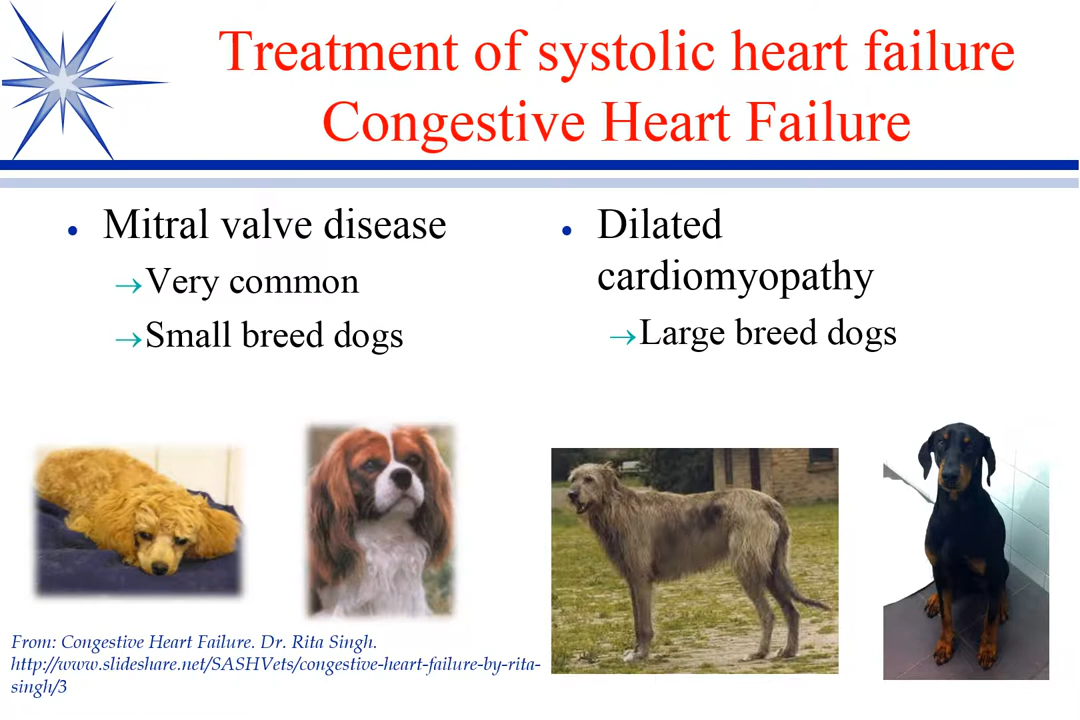 Treatment of systolic heart failure
Congestive Heart Failure
• Mitral valve disease
→Very common
→Small breed dogs
• Dilated
cardiomyopathy
→Large breed dogs
From: Congestive Heart Failure. Dr. Rita Singh.
http://www.slideshare.net/SASHVets/congestive-heart-failure-by-rita-
singh/3